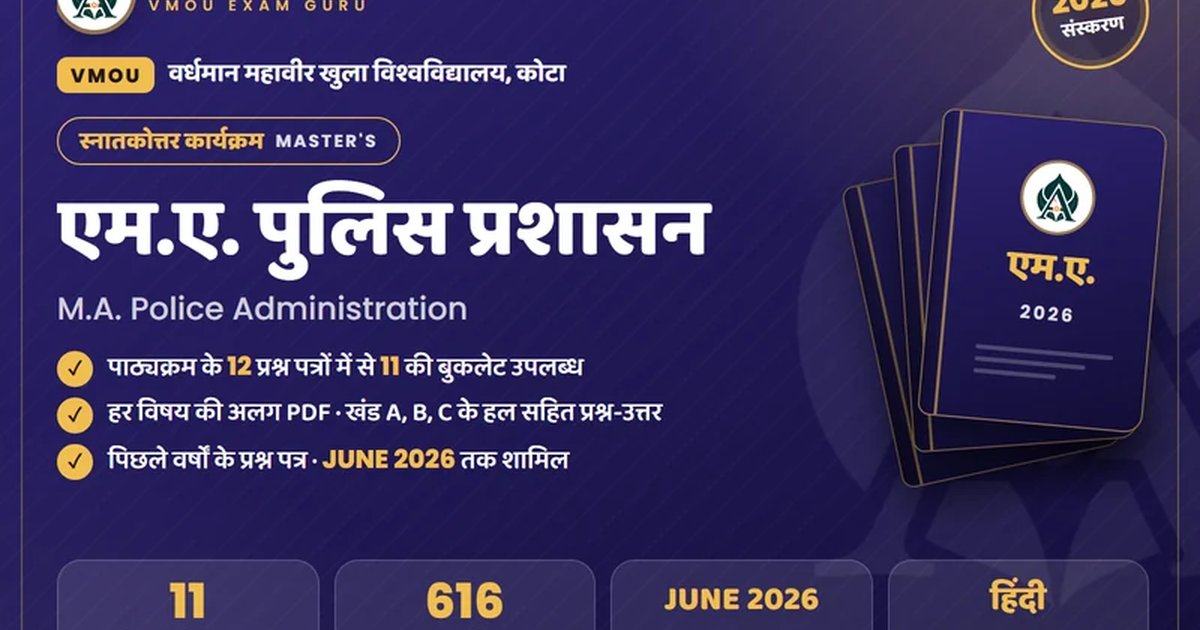 VMOU EXAM GURU
संस्करण
VMOU वर्धमान महावीर खुला विश्वविद्यालय, कोटा
स्नातकोत्तर कार्यक्रम MASTER'S
एम.ए. पुलिस प्रशासन
M.A. Police Administration
पाठ्यक्रम के 12 प्रश्न पत्रों में से 11 की बुकलेट उपलब्ध
हर विषय की अलग PDF · खंड A, B, C के हल सहित प्रश्न-उत्तर
पिछले वर्षों के प्रश्न पत्र · JUNE 2026 तक शामिल
एम.ए.
2026
11
616
JUNE 2026
हिंदी